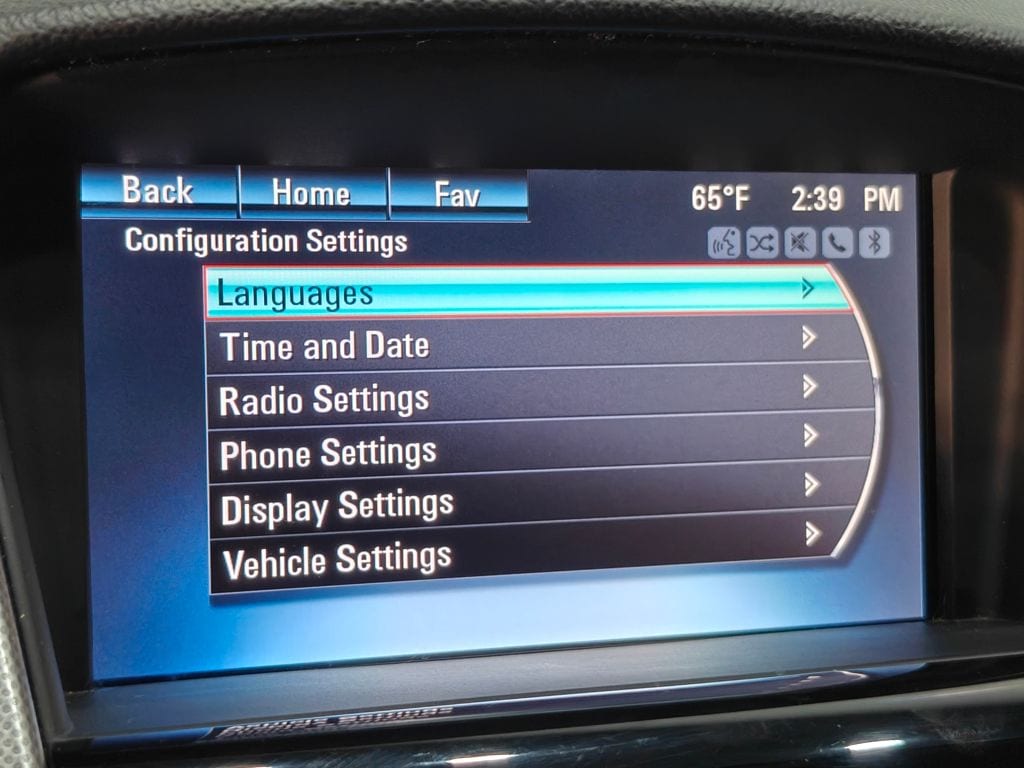 Back Home Fav 65°F 2:39 PM
Configuration Settings
Languages
Time and Date
Radio Settings
Phone Settings
Display Settings
Vehicle Settings